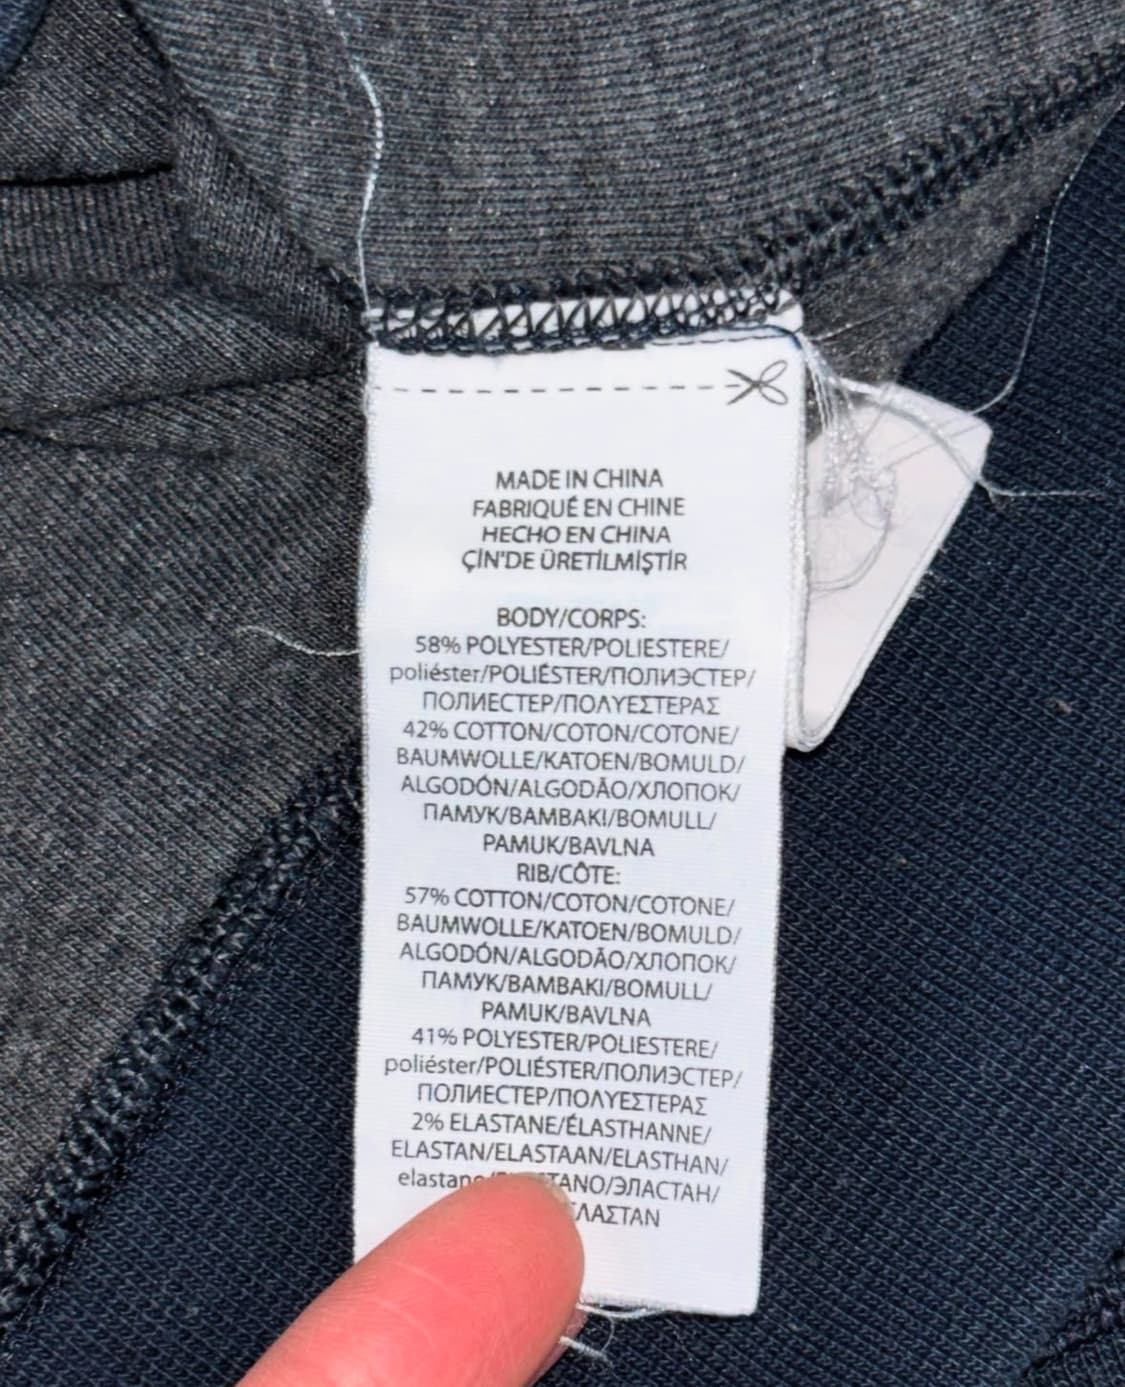 MADE IN CHINA
FABRIQUÉ EN CHINE
HECHO EN CHINA
ÇİN'DE ÜRETİLMİŞTİR
BODY/CORPS:
58% POLYESTER/POLIESTERE/
poliéster/POLIÉSTER/ПОЛИЭСТЕР/
ПОЛИЕСТЕР/ΠΟΛΥΕΣΤΕΡΑΣ
42% COTTON/COTON/COTONE/
BAUMWOLLE/KATOEN/BOMULD/
ALGODÓN/ALGODÃO/ХЛОПОК/
ПАМУК/BAMBAKI/BOMULL/
PAMUK/BAVLNA
RIB/CÔTE:
57% COTTON/COTON/COTONE/
BAUMWOLLE/KATOEN/BOMULD/
ALGODÓN/ALGODÃO/ХЛОПОК/
ПАМУК/BAMBAKI/BOMULL/
PAMUK/BAVLNA
41% POLYESTER/POLIESTERE/
poliéster/POLIÉSTER/ПОЛИЭСТЕР/
ПОЛИЕСТЕР/ΠΟΛΥΕΣΤΕΡΑΣ
2% ELASTANE/ÉLASTHANNE/
ELASTAN/ELASTAAN/ELASTHAN/
elastano/ЭЛАСТАН/